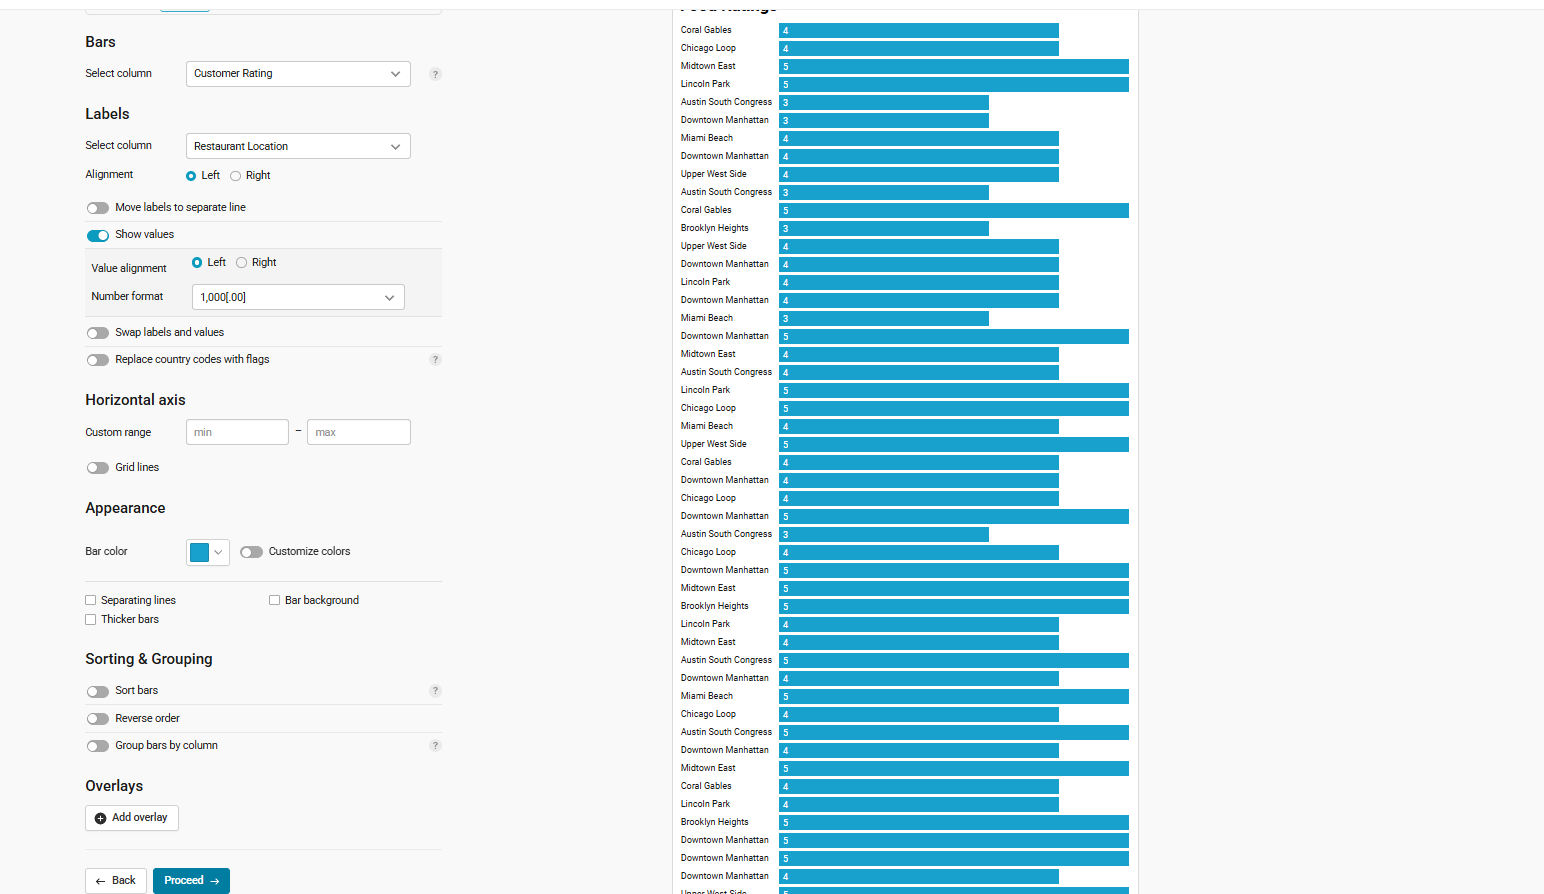 Bars
Select column
Customer Rating
?
Labels
Select column
Restaurant Location
Alignment
Left
Right
Move labels to separate line
Show values
Value alignment
Left
Right
Number format
1,000[.00]
Swap labels and values
Replace country codes with flags
?
Horizontal axis
Custom range
min
–
max
Grid lines
Appearance
Bar color
Customize colors
Separating lines
Bar background
Thicker bars
Sorting & Grouping
Sort bars
?
Reverse order
Group bars by column
?
Overlays
Add overlay
← Back
Proceed →
Food Ratings
Coral Gables 4
Chicago Loop 4
Midtown East 5
Lincoln Park 5
Austin South Congress 3
Downtown Manhattan 3
Miami Beach 4
Downtown Manhattan 4
Upper West Side 4
Austin South Congress 3
Coral Gables 5
Brooklyn Heights 3
Upper West Side 4
Downtown Manhattan 4
Lincoln Park 4
Downtown Manhattan 4
Miami Beach 3
Downtown Manhattan 5
Midtown East 4
Austin South Congress 4
Lincoln Park 5
Chicago Loop 5
Miami Beach 4
Upper West Side 5
Coral Gables 4
Downtown Manhattan 4
Chicago Loop 4
Downtown Manhattan 5
Austin South Congress 3
Chicago Loop 4
Downtown Manhattan 5
Midtown East 5
Brooklyn Heights 5
Lincoln Park 4
Midtown East 4
Austin South Congress 5
Downtown Manhattan 4
Miami Beach 5
Chicago Loop 4
Austin South Congress 5
Downtown Manhattan 4
Midtown East 5
Coral Gables 4
Lincoln Park 4
Brooklyn Heights 5
Downtown Manhattan 5
Downtown Manhattan 5
Downtown Manhattan 4
Upper West Side 5